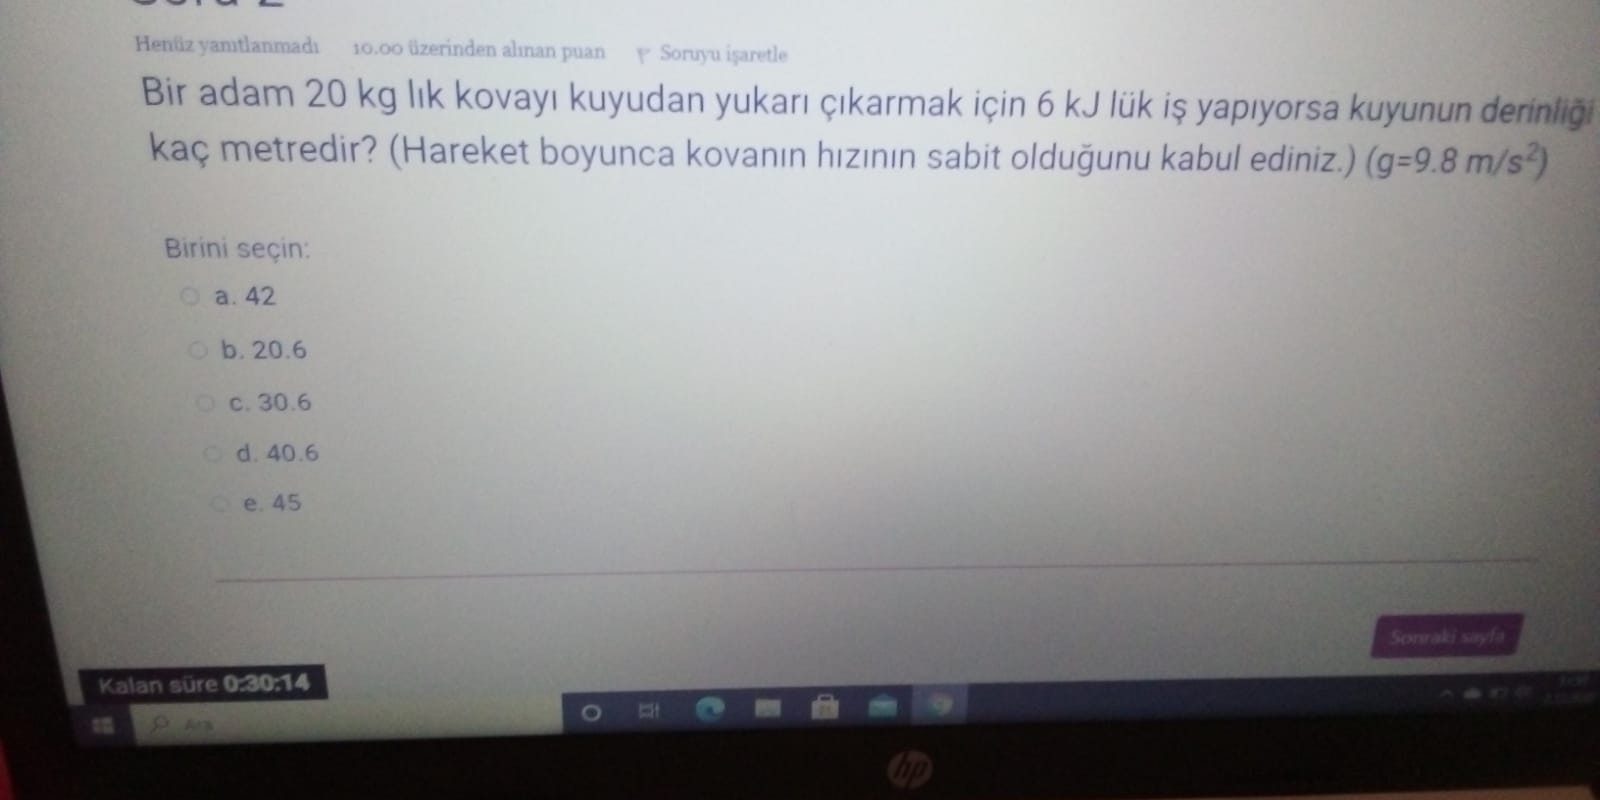 Henüz yanıtlanmadı 10.00 üzerinden alınan puan Soruyu işaretle
Bir adam 20 kg lık kovayı kuyudan yukarı çıkarmak için 6 kJ lük iş yapıyorsa kuyunun derinliği
kaç metredir? (Hareket boyunca kovanın hızının sabit olduğunu kabul ediniz.) (g=9.8 m/s²)
Birini seçin:
a. 42
b. 20.6
c. 30.6
d. 40.6
e. 45
Sonraki sayfa
Kalan süre 0:30:14
Ara
hp